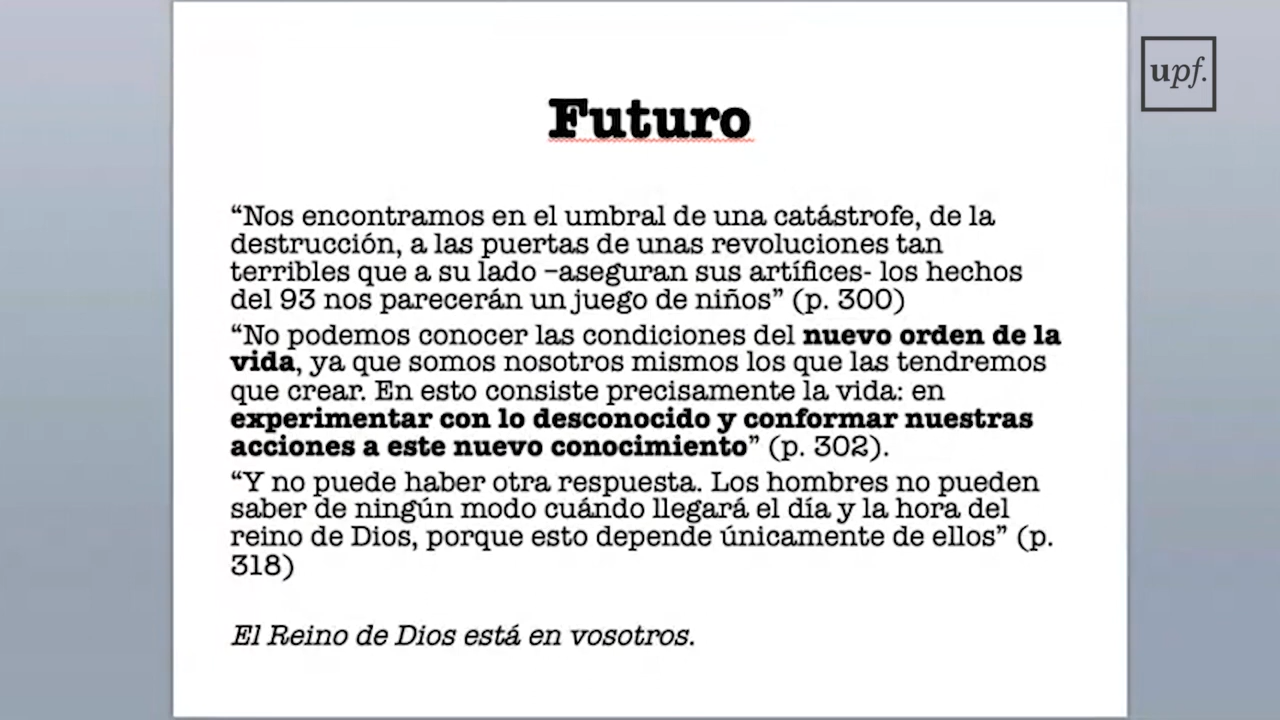 upf.
Futuro
“Nos encontramos en el umbral de una catástrofe, de la
destrucción, a las puertas de unas revoluciones tan
terribles que a su lado –aseguran sus artífices- los hechos
del 93 nos parecerán un juego de niños” (p. 300)
“No podemos conocer las condiciones del nuevo orden de la
vida, ya que somos nosotros mismos los que las tendremos
que crear. En esto consiste precisamente la vida: en
experimentar con lo desconocido y conformar nuestras
acciones a este nuevo conocimiento” (p. 302).
“Y no puede haber otra respuesta. Los hombres no pueden
saber de ningún modo cuándo llegará el día y la hora del
reino de Dios, porque esto depende únicamente de ellos” (p.
318)
El Reino de Dios está en vosotros.